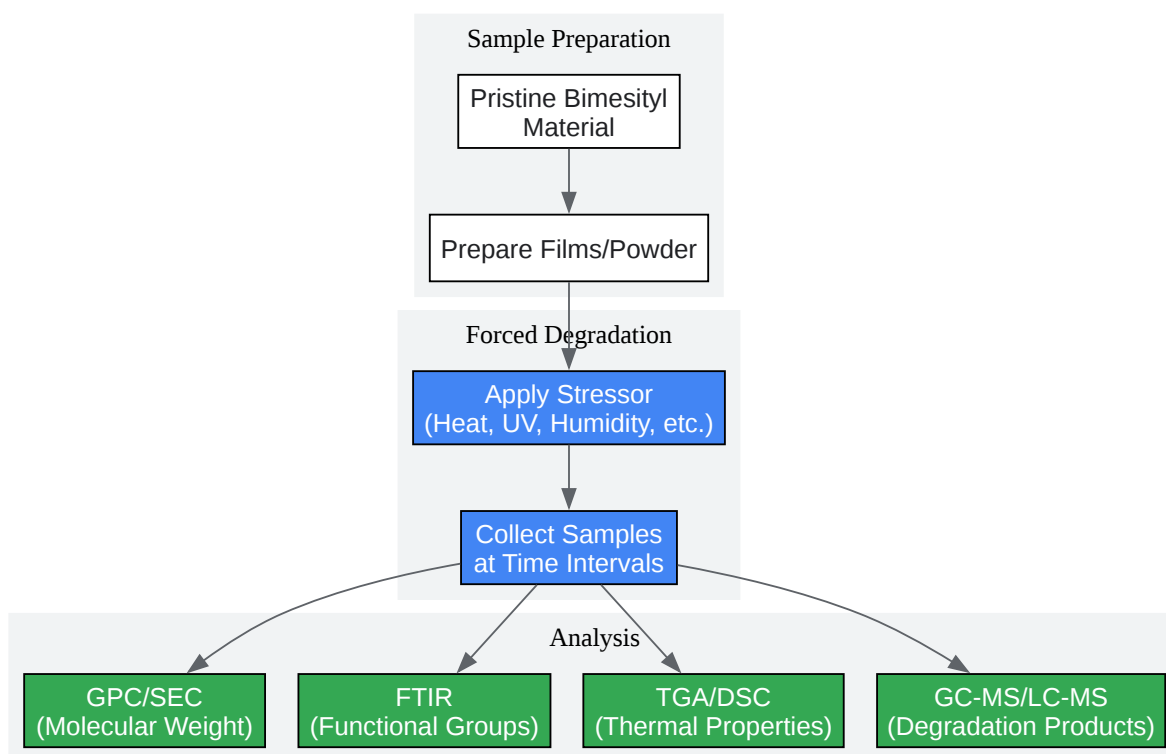 Sample Preparation
Pristine Bimesityl
Material
Prepare Films/Powder
Forced Degradation
Apply Stressor
(Heat, UV, Humidity, etc.)
Collect Samples
at Time Intervals
Analysis
GPC/SEC
(Molecular Weight)
FTIR
(Functional Groups)
TGA/DSC
(Thermal Properties)
GC-MS/LC-MS
(Degradation Products)